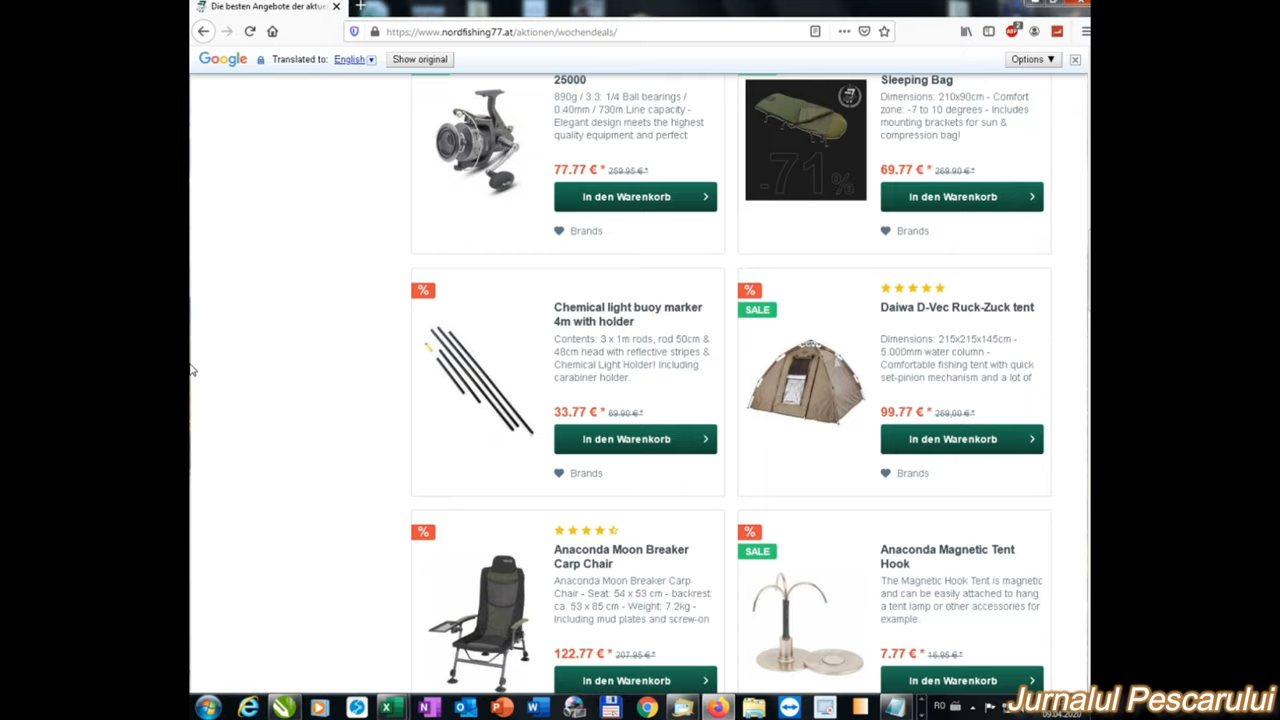 Die besten Angebote der aktue
https://www.nordfishing77.at/aktionen/wochendeals/
Google Translated to: English Show original Options ▼
25000
890g / 3.3: 1/4 Ball bearings /
0.40mm / 730m Line capacity -
Elegant design meets the highest
quality equipment and perfect
77.77 € * 259.95 € *
In den Warenkorb
Brands
-71%
Sleeping Bag
Dimensions: 210x90cm - Comfort
zone: -7 to 10 degrees - Includes
mounting brackets for sun &
compression bag!
69.77 € * 269.90 € *
In den Warenkorb
Brands
%
Chemical light buoy marker
4m with holder
Contents: 3 x 1m rods, rod 50cm &
48cm head with reflective stripes &
Chemical Light Holder! Including
carabiner holder.
33.77 € * 69.90 € *
In den Warenkorb
Brands
%
SALE
Daiwa D-Vec Ruck-Zuck tent
Dimensions: 215x215x145cm -
5.000mm water column -
Comfortable fishing tent with quick
set-pinion mechanism and a lot of
99.77 € * 269,00 € *
In den Warenkorb
Brands
%
Anaconda Moon Breaker
Carp Chair
Anaconda Moon Breaker Carp
Chair - Seat: 54 x 53 cm - backrest:
ca. 53 x 85 cm - Weight: 7.2kg -
Including mud plates and screw-on
122.77 € * 207.95 € *
In den Warenkorb
%
SALE
Anaconda Magnetic Tent
Hook
The Magnetic Hook Tent is magnetic
and can be easily attached to hang
a tent lamp or other accessories for
example.
7.77 € * 16.95 € *
In den Warenkorb
RO
09.04.2020
Jurnalul Pescarului